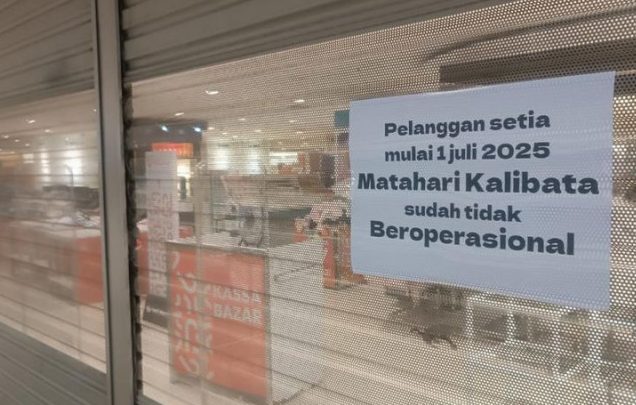 Pelanggan setia
mulai 1 juli 2025
Matahari Kalibata
sudah tidak
Beroperasional
KASSA
BAZAR